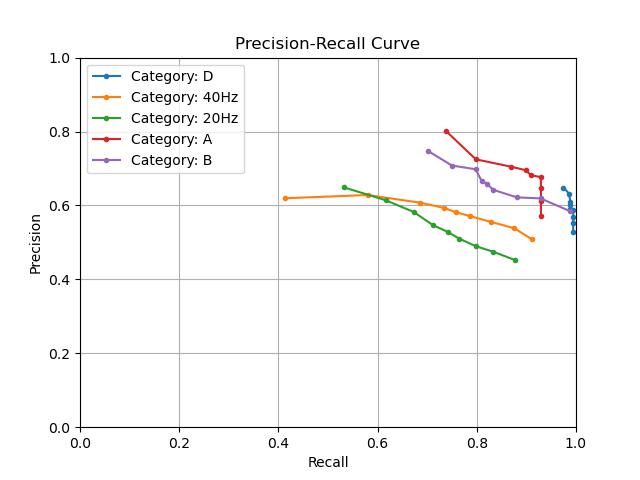 Precision-Recall Curve
1.0
0.8
0.6
0.4
0.2
0.0
Precision
Category: D
Category: 40Hz
Category: 20Hz
Category: A
Category: B
0.0 0.2 0.4 0.6 0.8 1.0
Recall